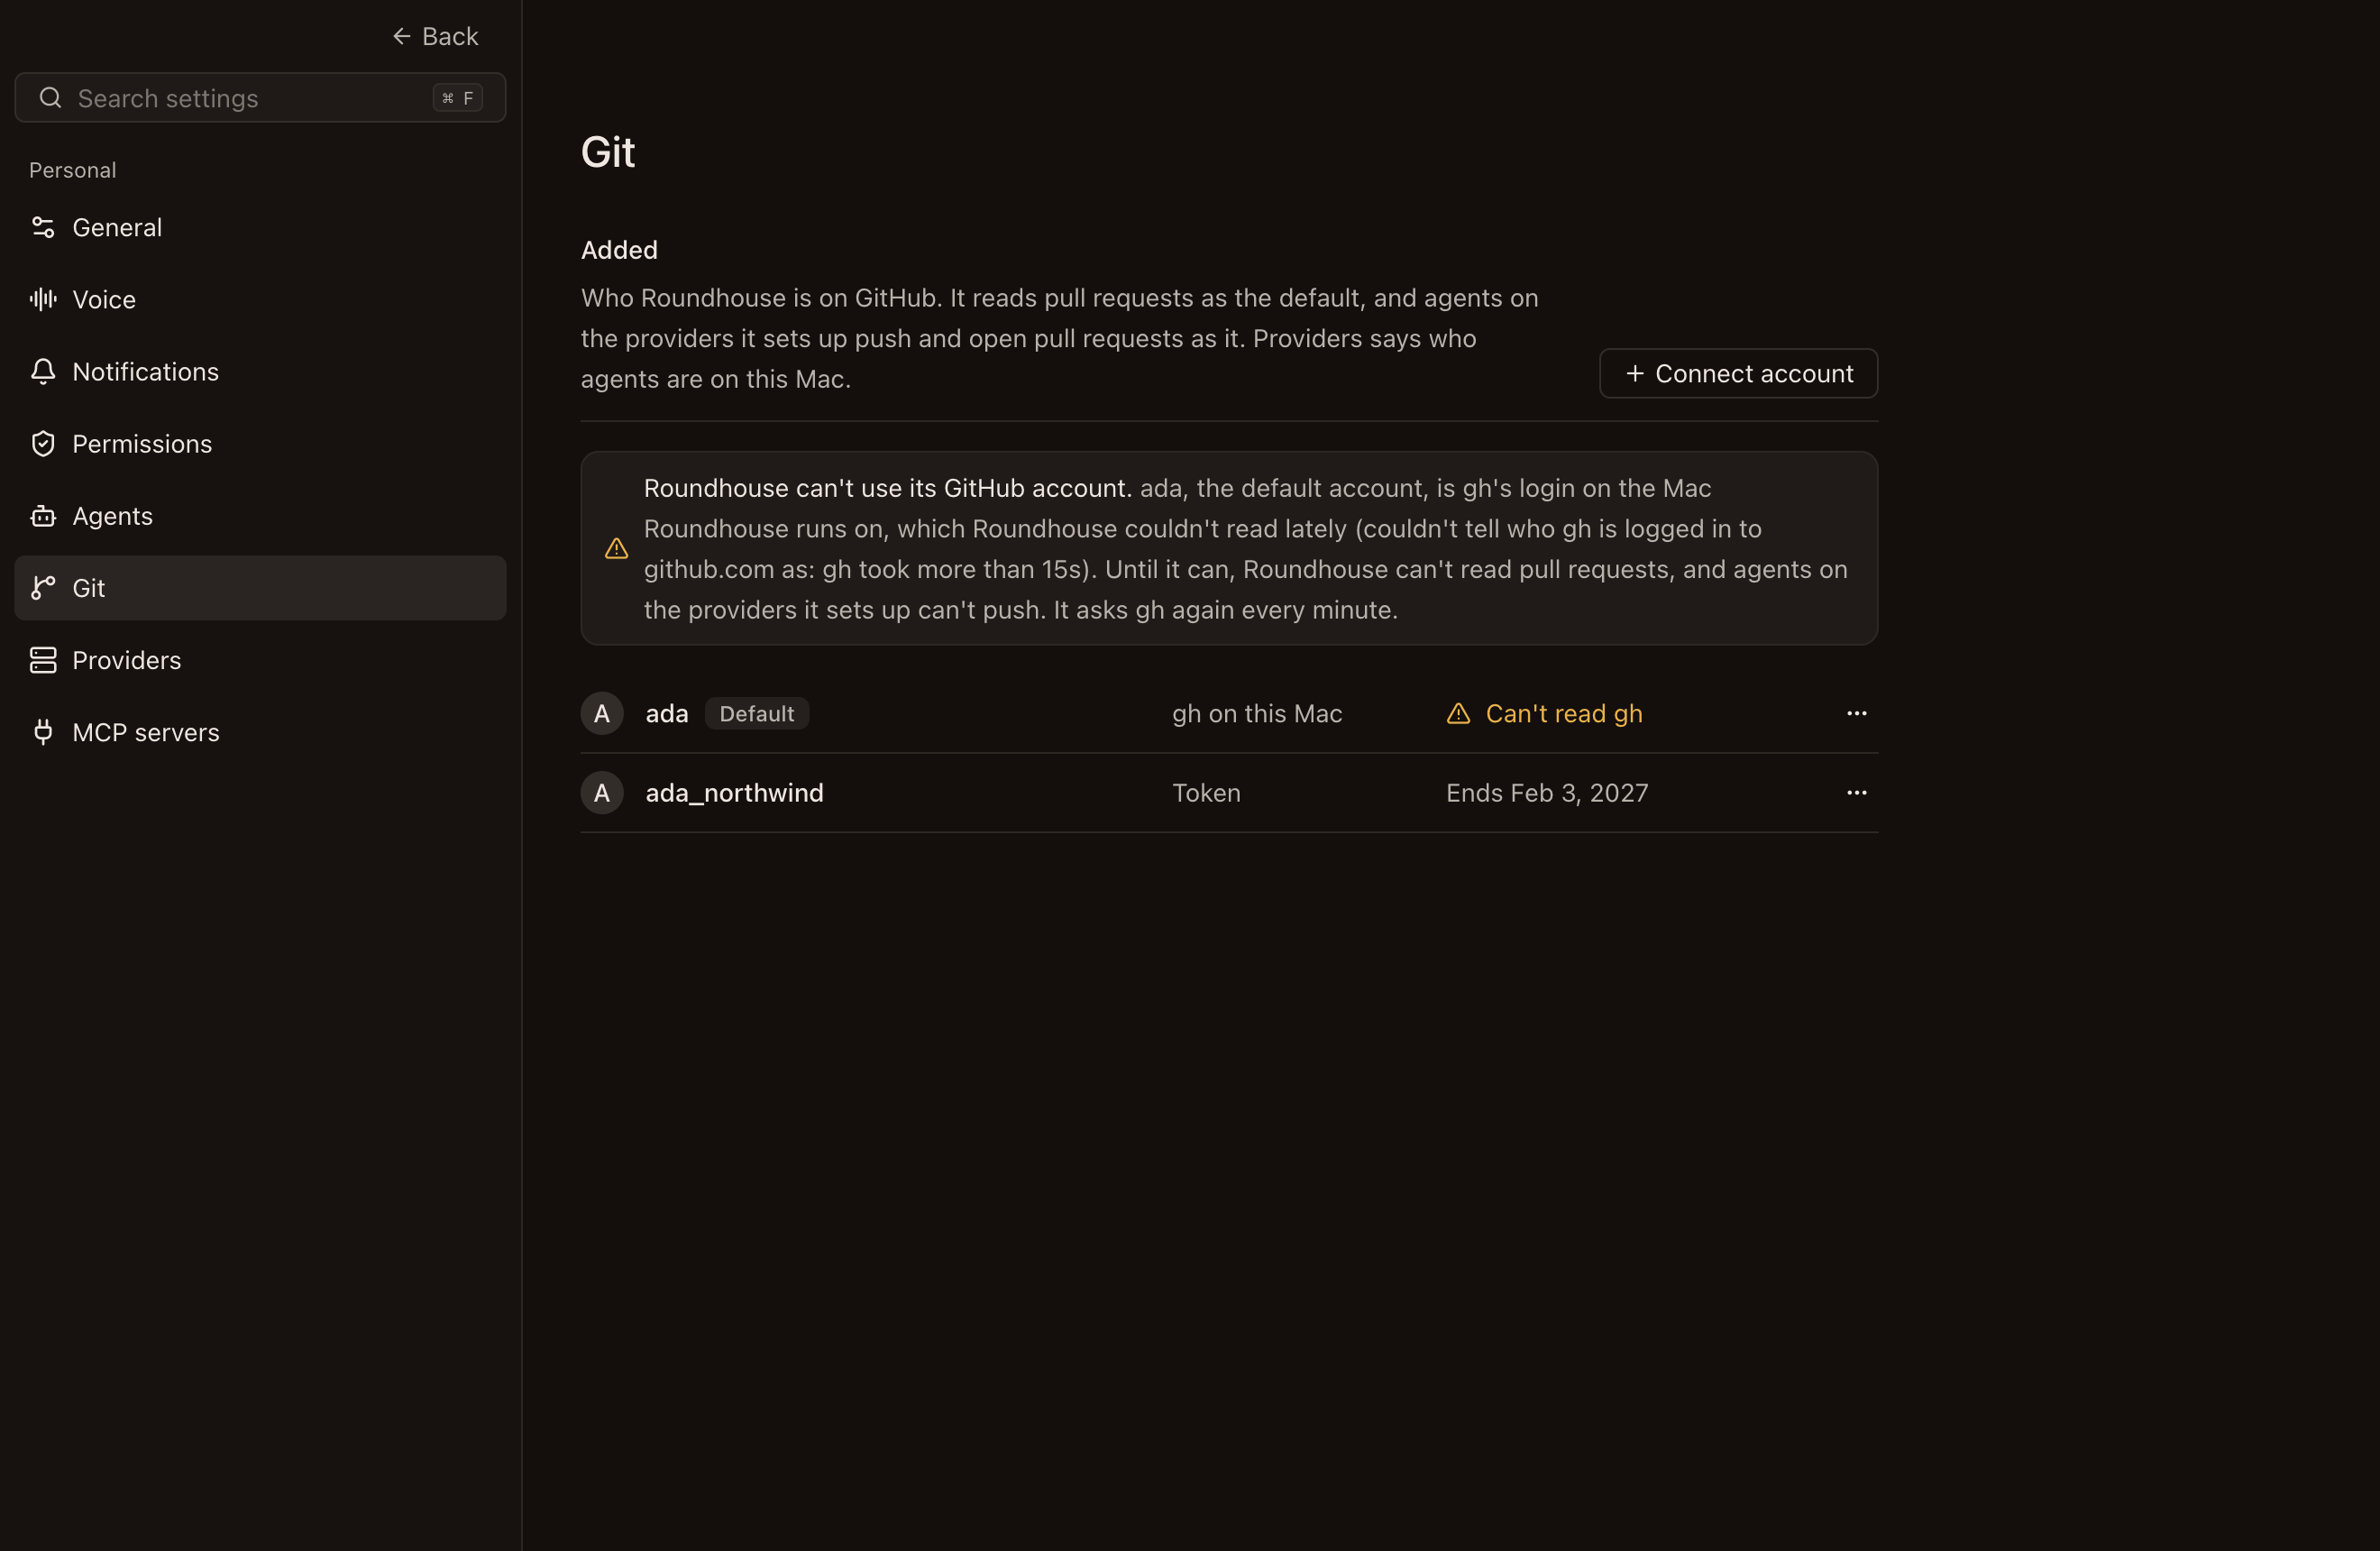 Back
Search settings
⌘ F
Personal
General
Voice
Notifications
Permissions
Agents
Git
Providers
MCP servers
Git
Added
Who Roundhouse is on GitHub. It reads pull requests as the default, and agents on
the providers it sets up push and open pull requests as it. Providers says who
agents are on this Mac.
Connect account
Roundhouse can't use its GitHub account. ada, the default account, is gh's login on the Mac
Roundhouse runs on, which Roundhouse couldn't read lately (couldn't tell who gh is logged in to
github.com as: gh took more than 15s). Until it can, Roundhouse can't read pull requests, and agents on
the providers it sets up can't push. It asks gh again every minute.
A ada Default gh on this Mac Can't read gh
A ada_northwind Token Ends Feb 3, 2027